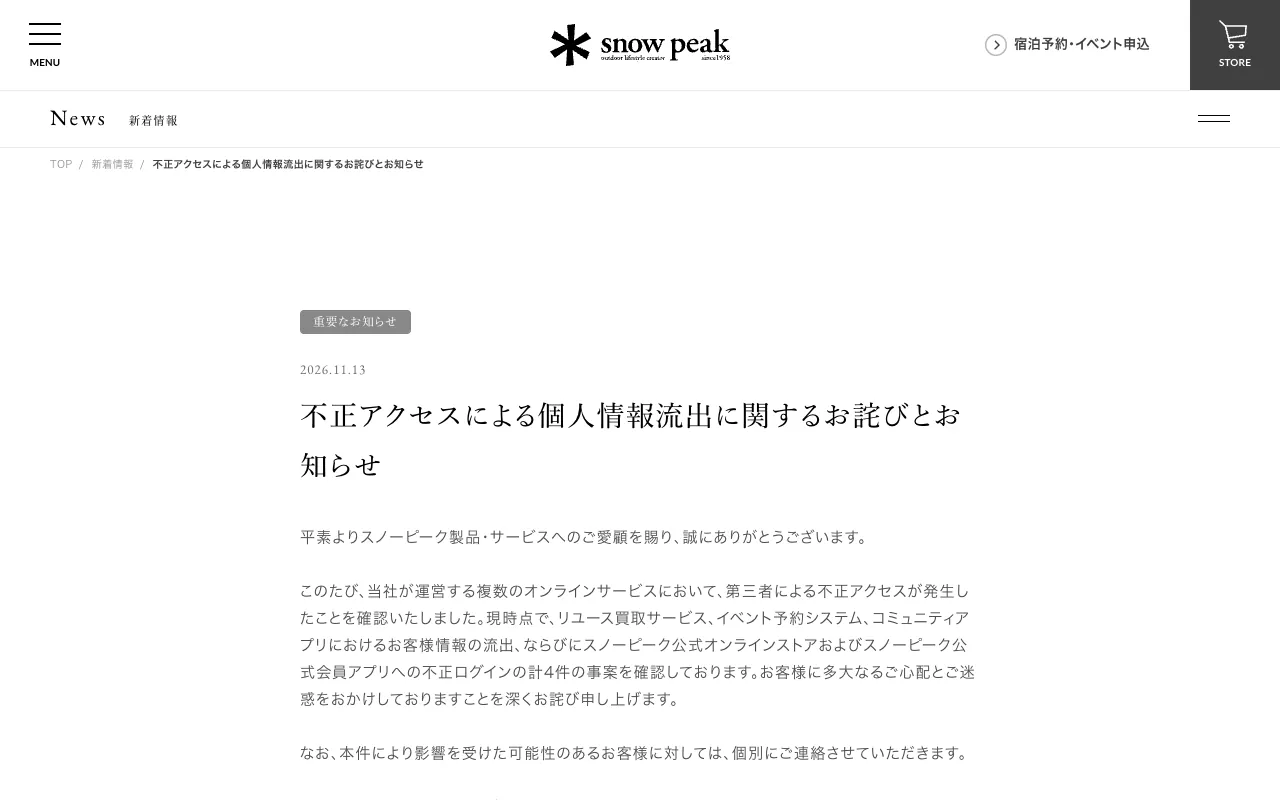 MENU
snow peak
outdoor lifestyle creator since1958
宿泊予約・イベント申込
STORE
News 新着情報
TOP / 新着情報 / 不正アクセスによる個人情報流出に関するお詫びとお知らせ
重要なお知らせ
2026.11.13
不正アクセスによる個人情報流出に関するお詫びとお
知らせ
平素よりスノーピーク製品・サービスへのご愛顧を賜り、誠にありがとうございます。
このたび、当社が運営する複数のオンラインサービスにおいて、第三者による不正アクセスが発生し
たことを確認いたしました。現時点で、リユース買取サービス、イベント予約システム、コミュニティア
プリにおけるお客様情報の流出、ならびにスノーピーク公式オンラインストアおよびスノーピーク公
式会員アプリへの不正ログインの計4件の事案を確認しております。お客様に多大なるご心配とご迷
惑をおかけしておりますことを深くお詫び申し上げます。
なお、本件により影響を受けた可能性のあるお客様に対しては、個別にご連絡させていただきます。